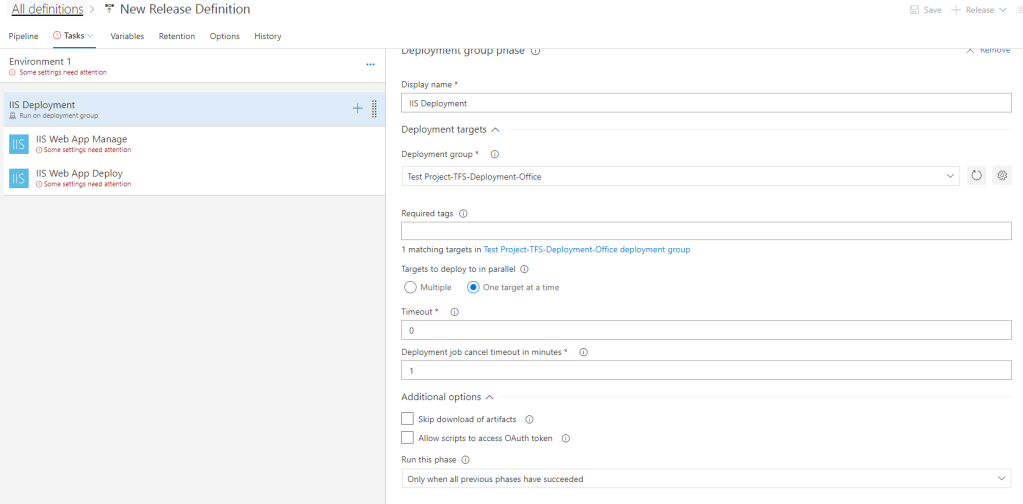 All definitions > New Release Definition
Save + Release
Pipeline Tasks Variables Retention Options History
Environment 1
Some settings need attention
...
IIS Deployment
Run on deployment group
IIS
IIS Web App Manage
Some settings need attention
IIS
IIS Web App Deploy
Some settings need attention
Deployment group phase
Remove
Display name *
IIS Deployment
Deployment targets
Deployment group *
Test Project-TFS-Deployment-Office
Required tags
1 matching targets in Test Project-TFS-Deployment-Office deployment group
Targets to deploy to in parallel
Multiple One target at a time
Timeout *
0
Deployment job cancel timeout in minutes *
1
Additional options
Skip download of artifacts
Allow scripts to access OAuth token
Run this phase
Only when all previous phases have succeeded